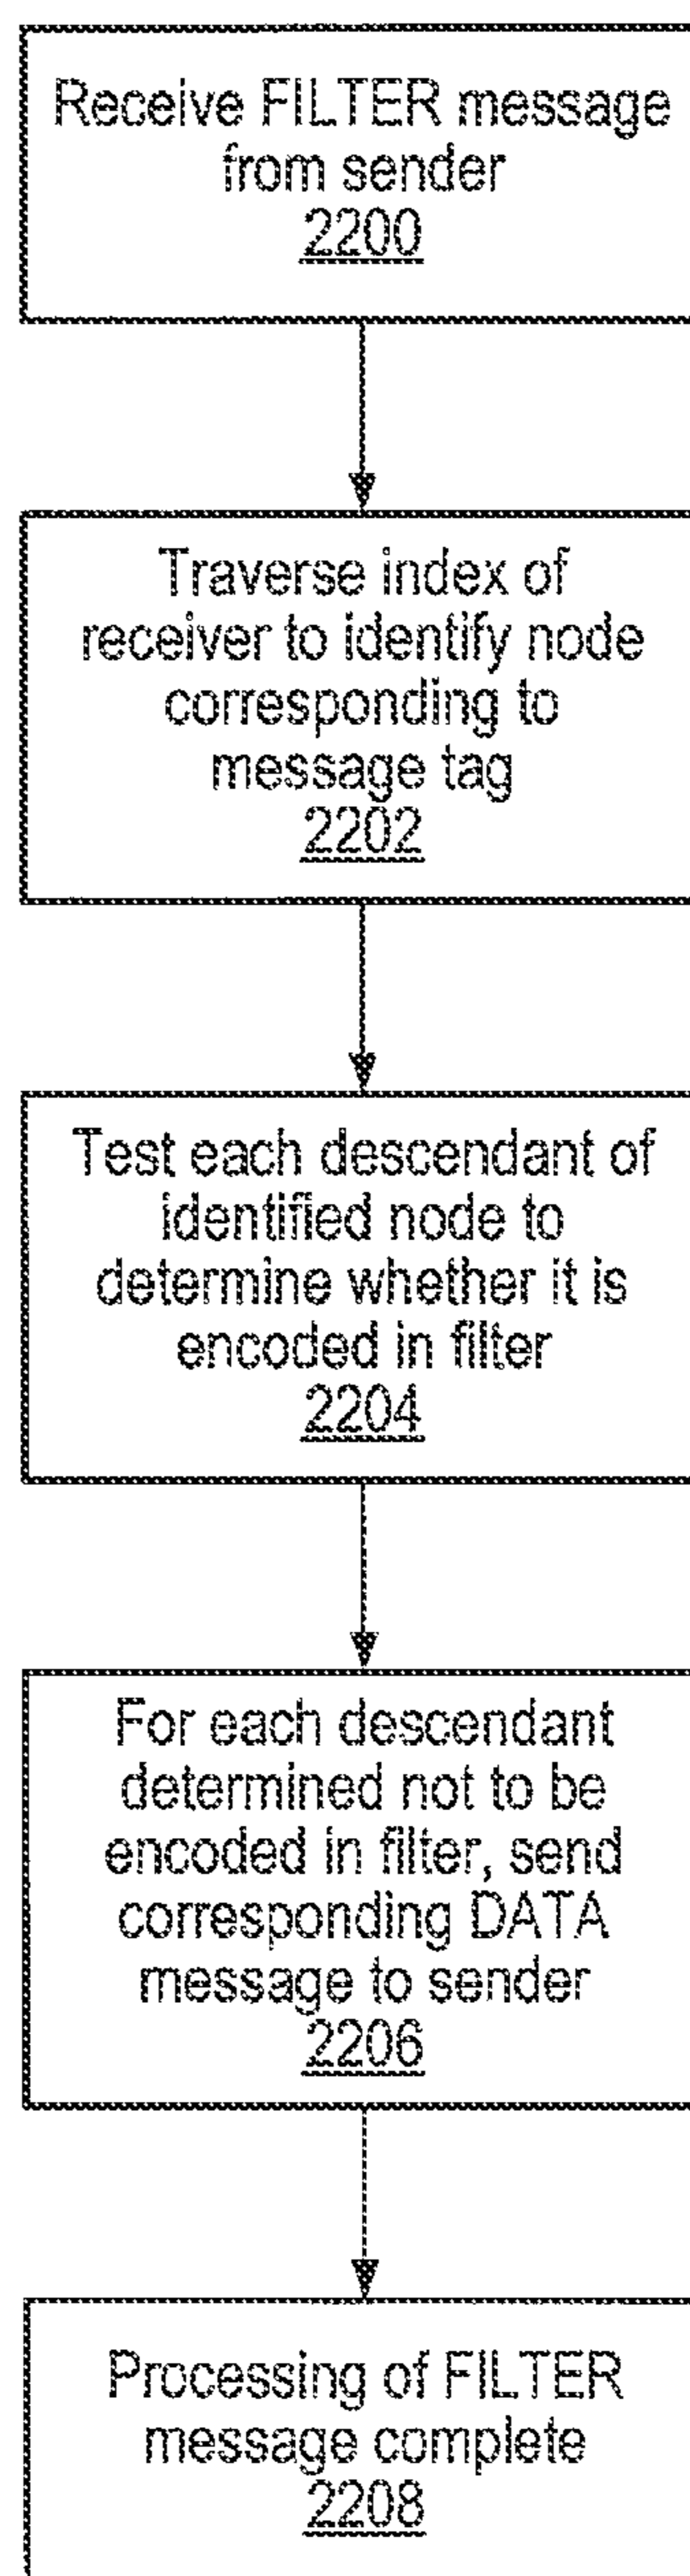 Receive FILTER message
from sender
2200
Traverse index of
receiver to identify node
corresponding to
message tag
2202
Test each descendant of
identified node to
determine whether it is
encoded in filter
2204
For each descendant
determined not to be
encoded in filter, send
corresponding DATA
message to sender
2206
Processing of FILTER
message complete
2208